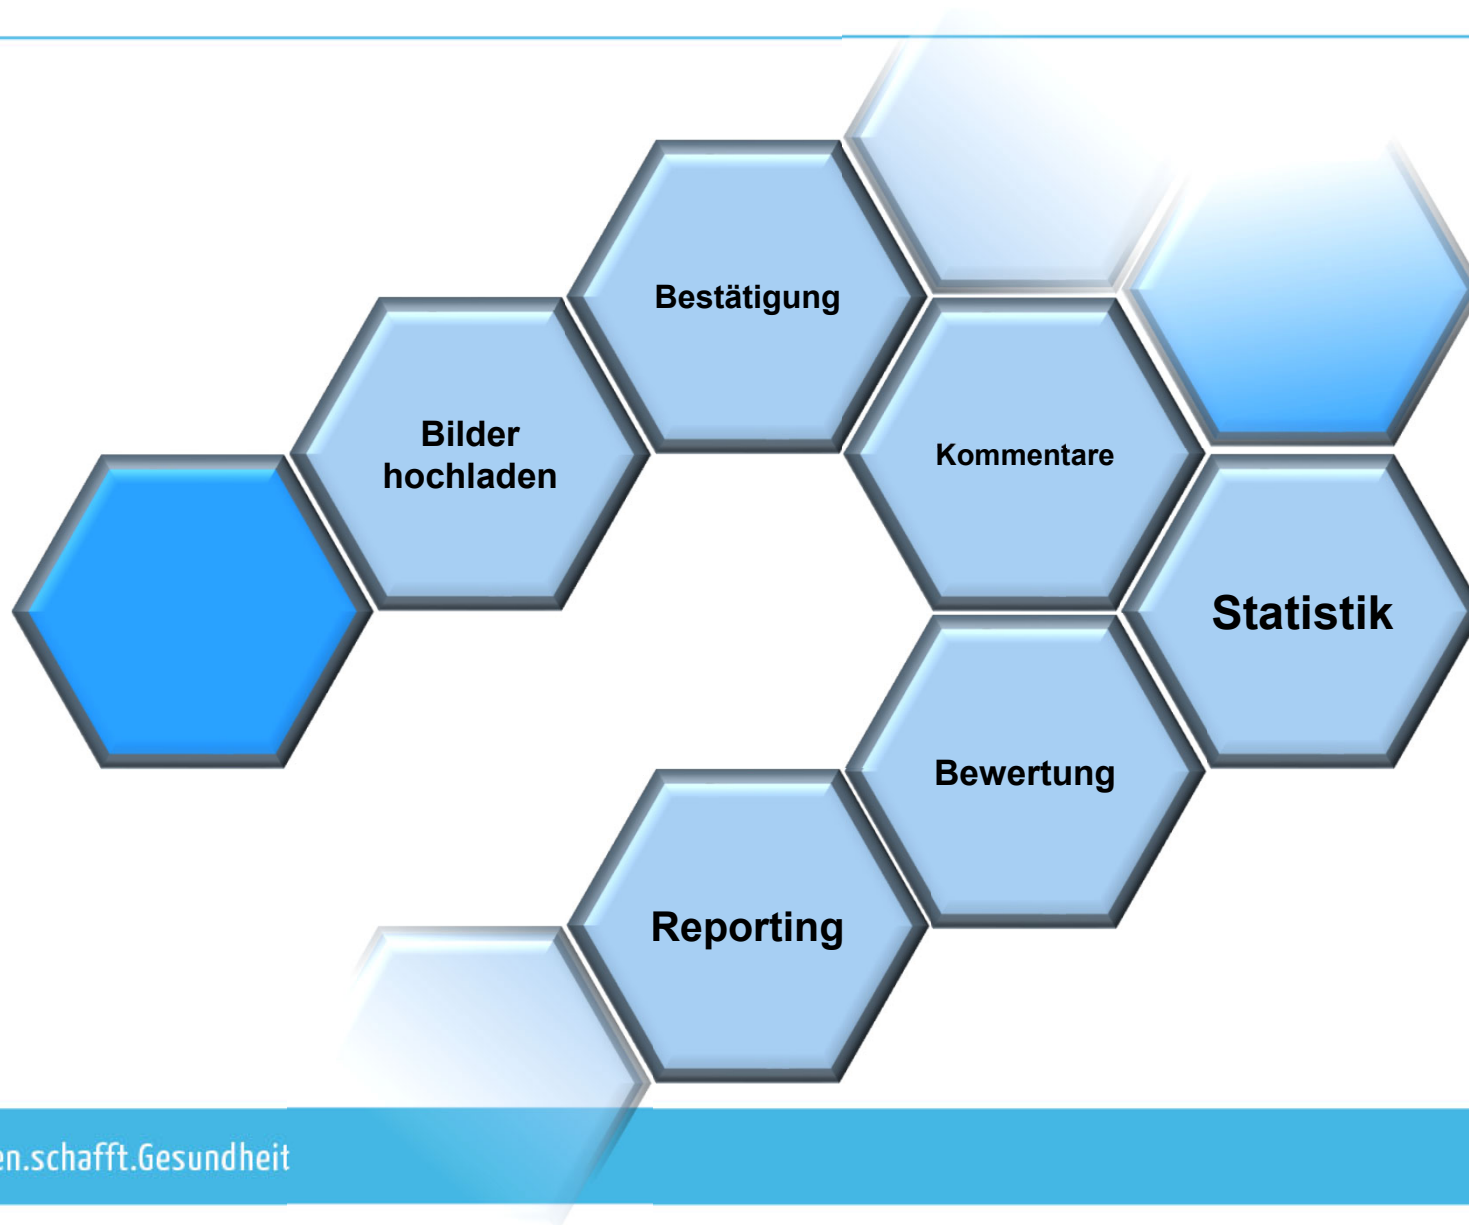 Bestätigung
Bilder
hochladen
Kommentare
Statistik
Bewertung
Reporting
en.schafft.Gesundheit